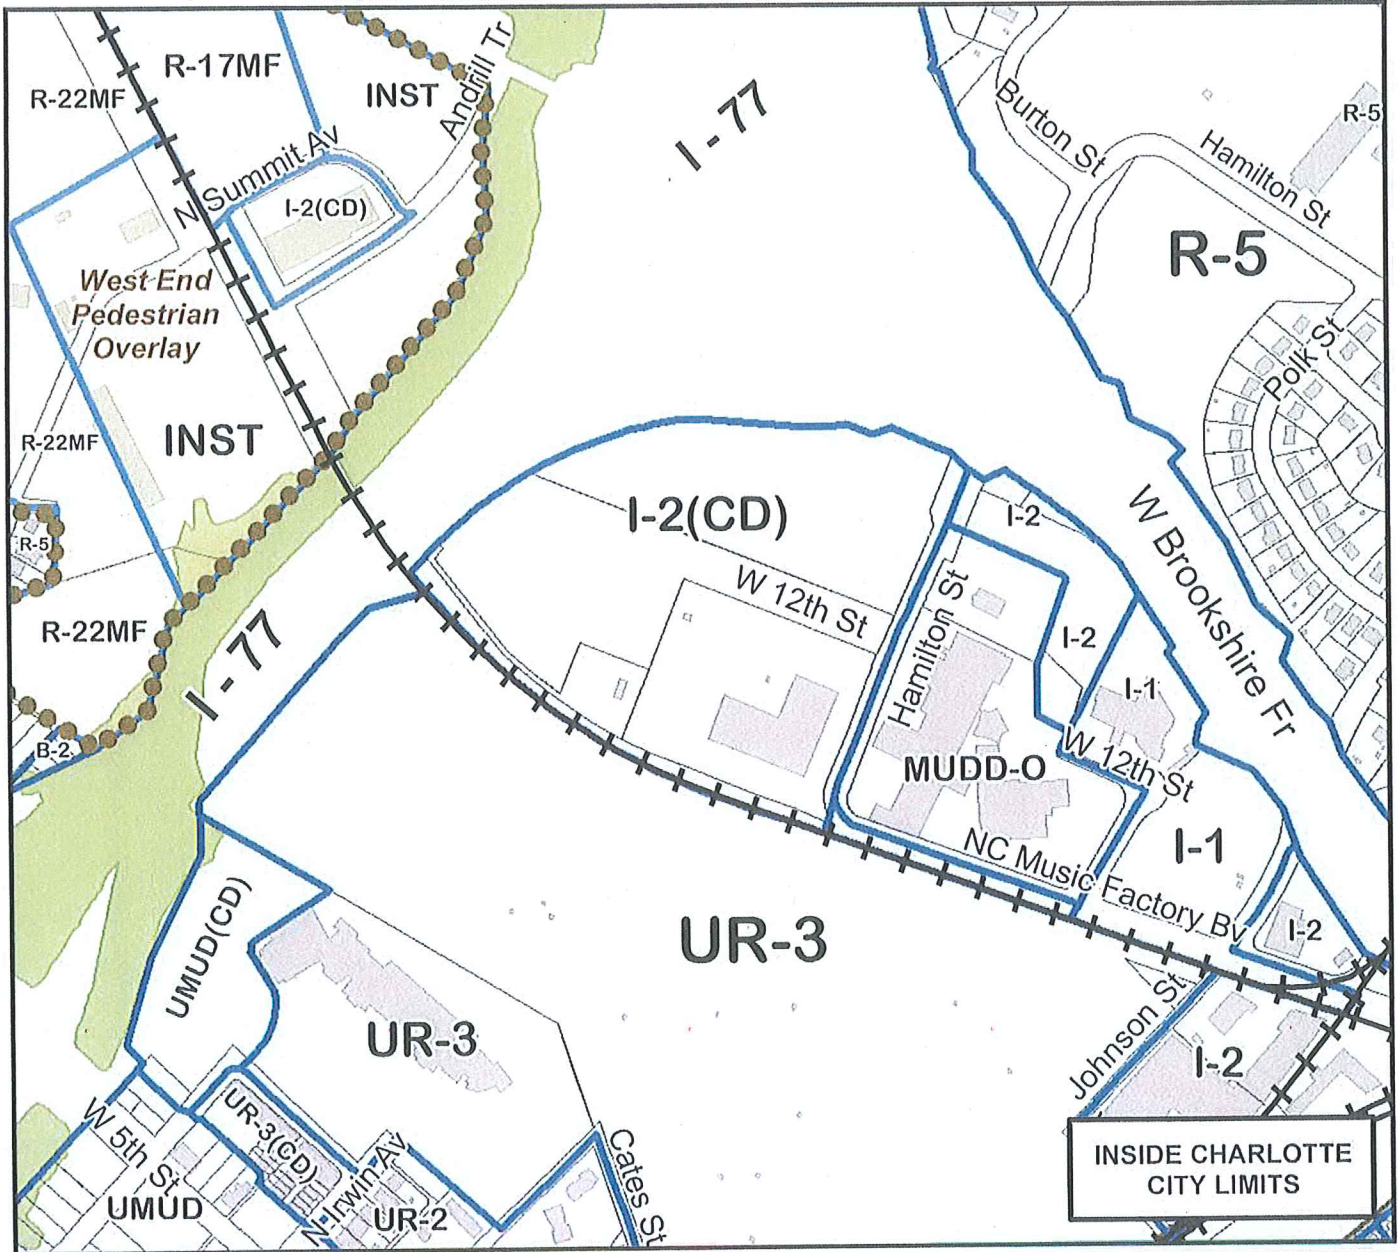 R-17MF
R-22MF
INST
Andrill Tr
I - 77
Burton St
R-5
Hamilton St
N Summit Av
I-2(CD)
R-5
West End
Pedestrian
Overlay
Polk St
R-22MF
INST
I-2(CD)
I-2
W Brookshire Fr
R-5
W 12th St
Hamilton St
R-22MF
I - 77
I-2
I-1
B-2
MUDD-O
W 12th St
NC Music Factory Bv
I-1
UMUD(CD)
UR-3
I-2
UR-3
Johnson St
I-2
UR-3(CD)
W 5th St
UMUD
N Irwin Av
UR-2
Cates St
INSIDE CHARLOTTE
CITY LIMITS